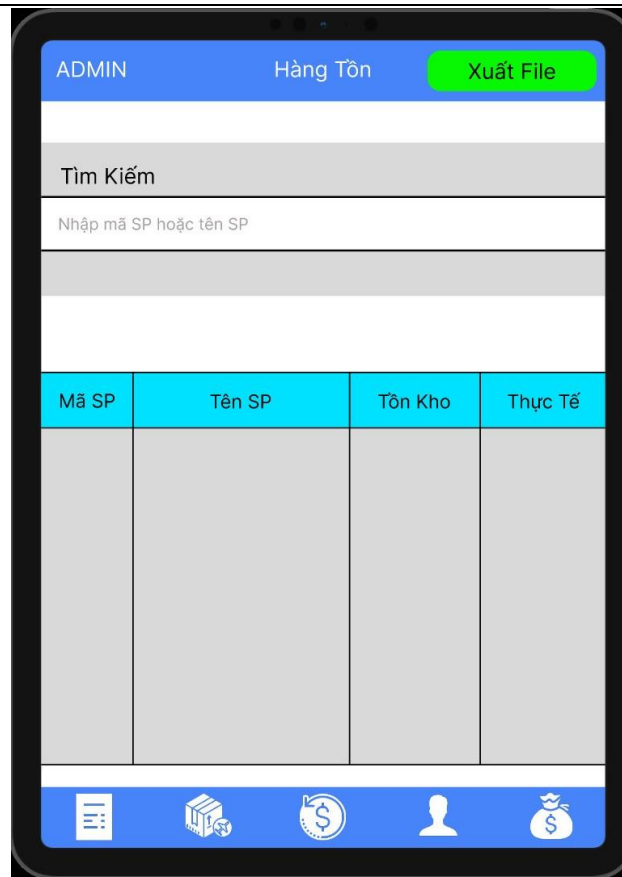 ADMIN Hàng Tồn Xuất File
Tìm Kiếm
Nhập mã SP hoặc tên SP
Mã SP Tên SP Tồn Kho Thực Tế